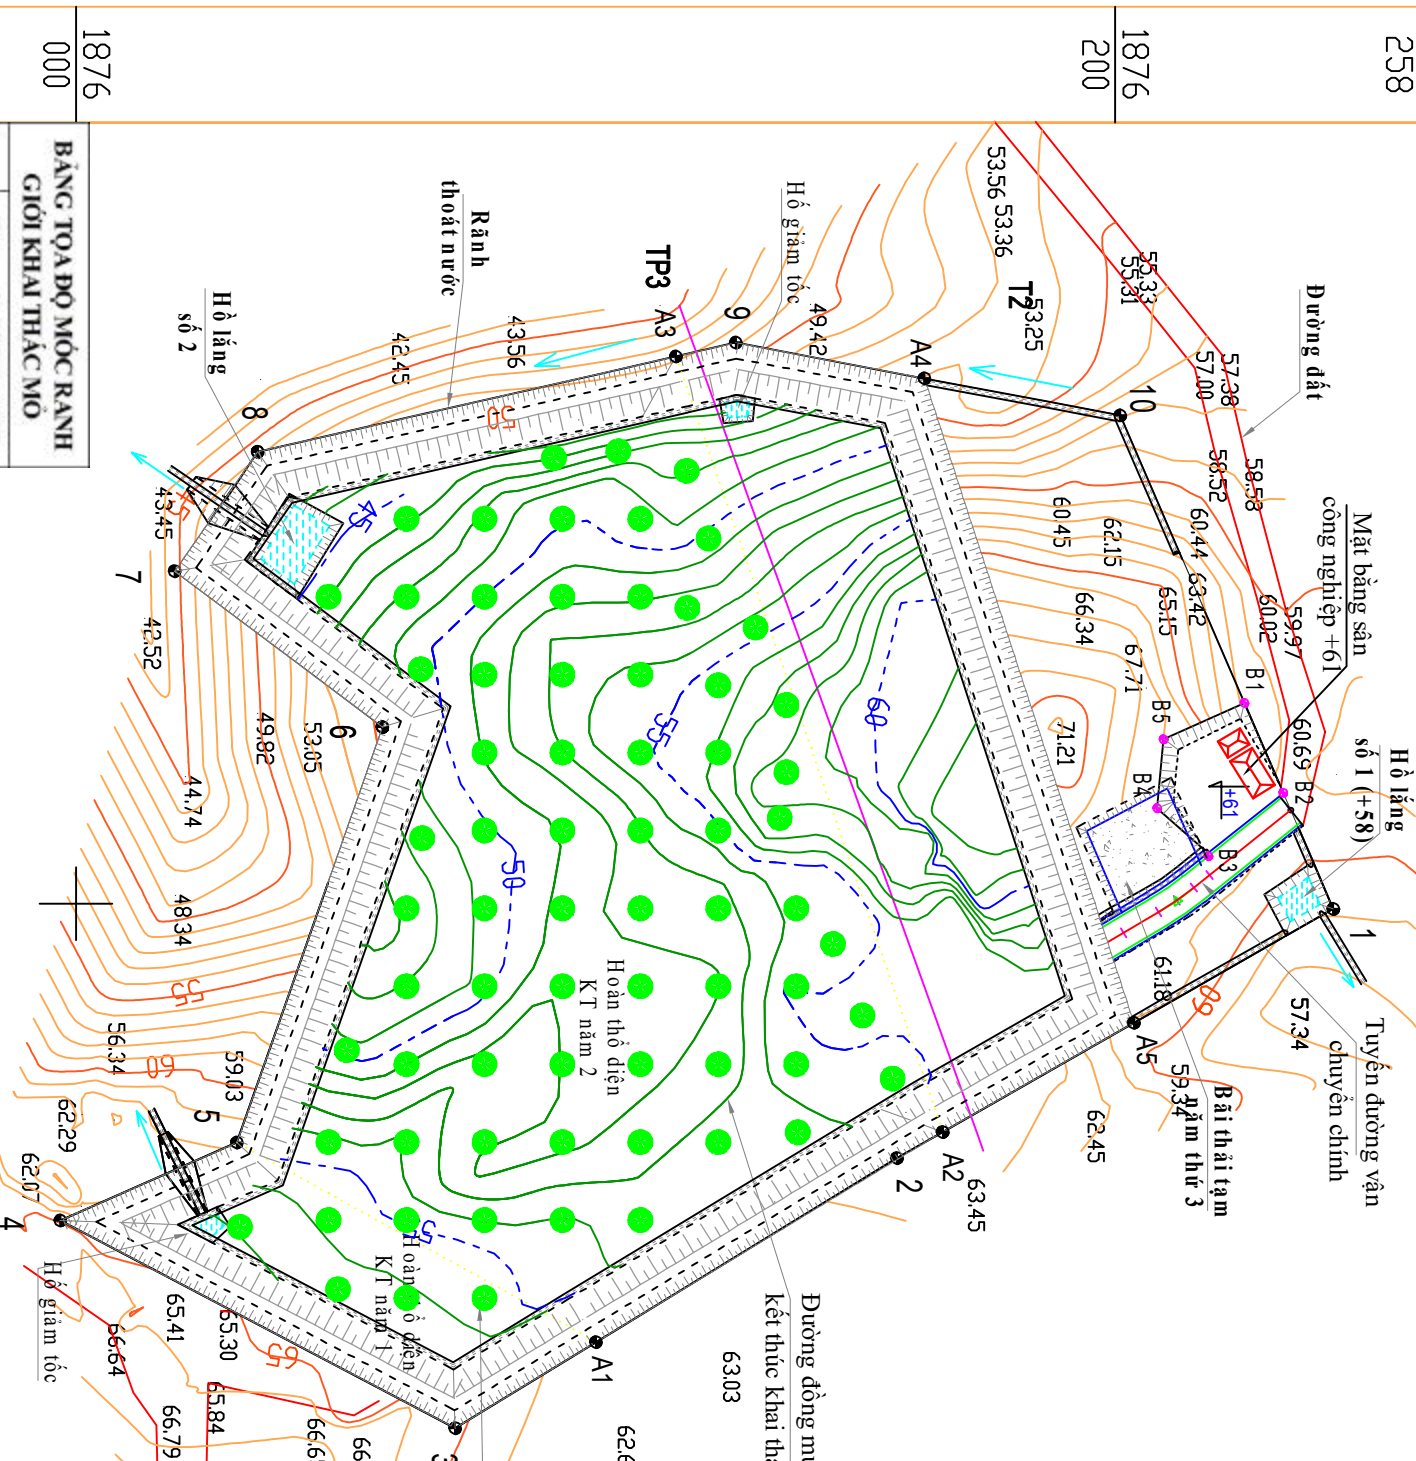 258
1876
200
1876
000
BẢNG TỌA ĐỘ MỐC RANH
GIỚI KHAI THÁC MỎ
Đường đất
Mặt bằng sân
công nghiệp +61
Hồ lắng
số 1 (+58)
Tuyến đường vận
chuyển chính
Bãi thải tạm
năm thứ 3
Đường đồng mứ
kết thúc khai thá
Hố giảm tốc
Rãnh
thoát nước
Hồ lắng
số 2
Hoàn thổ diện
KT năm 2
Hoàn thổ diện
KT năm 1
Hố giảm tốc
TP3
T2
A3
9
A4
10
8
7
6
5
4
3
2
1
A1
A2
A5
B1
B2
B3
B4
B5
+61
53.56
53.36
53.25
55.33
55.31
57.38
57.00
58.53
58.52
59.97
60.02
60.69
60.44
63.42
60.45
62.15
65.15
66.34
67.71
71.21
49.42
43.56
42.45
43.45
42.52
44.74
49.82
53.05
48.34
56.34
59.03
62.29
62.07
65.41
65.30
66.64
65.84
66.79
63.03
63.45
62.45
59.34
61.18
57.34
50
45
45
55
60
50
55
60
60
65